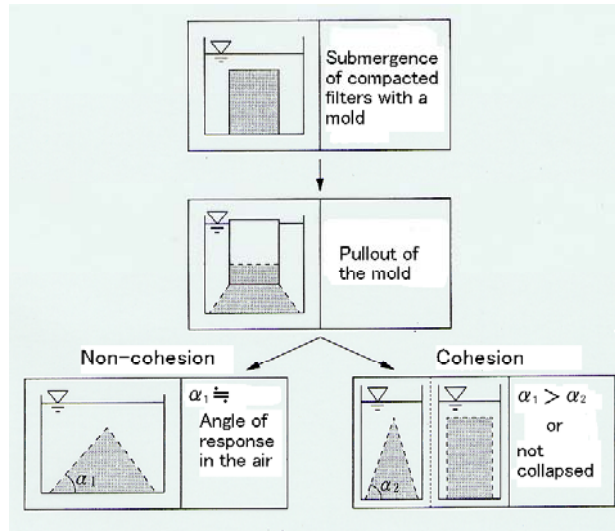 Submergence
of compacted
filters with a
mold
Pullout of
the mold
Non-cohesion
Cohesion
α₁≒
Angle of
response
in the air
α₁
α₂
α₁ > α₂
or
not
collapsed